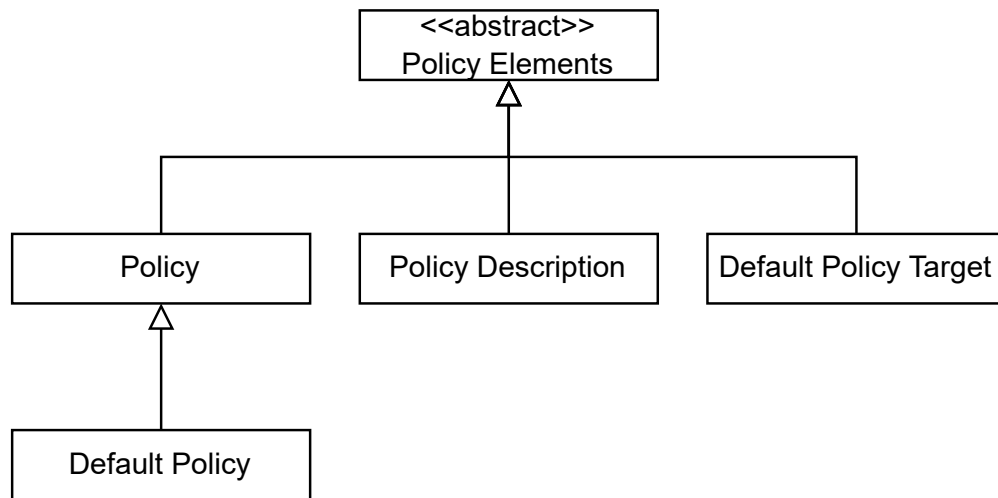 <<abstract>>
Policy Elements
Policy
Policy Description
Default Policy Target
Default Policy